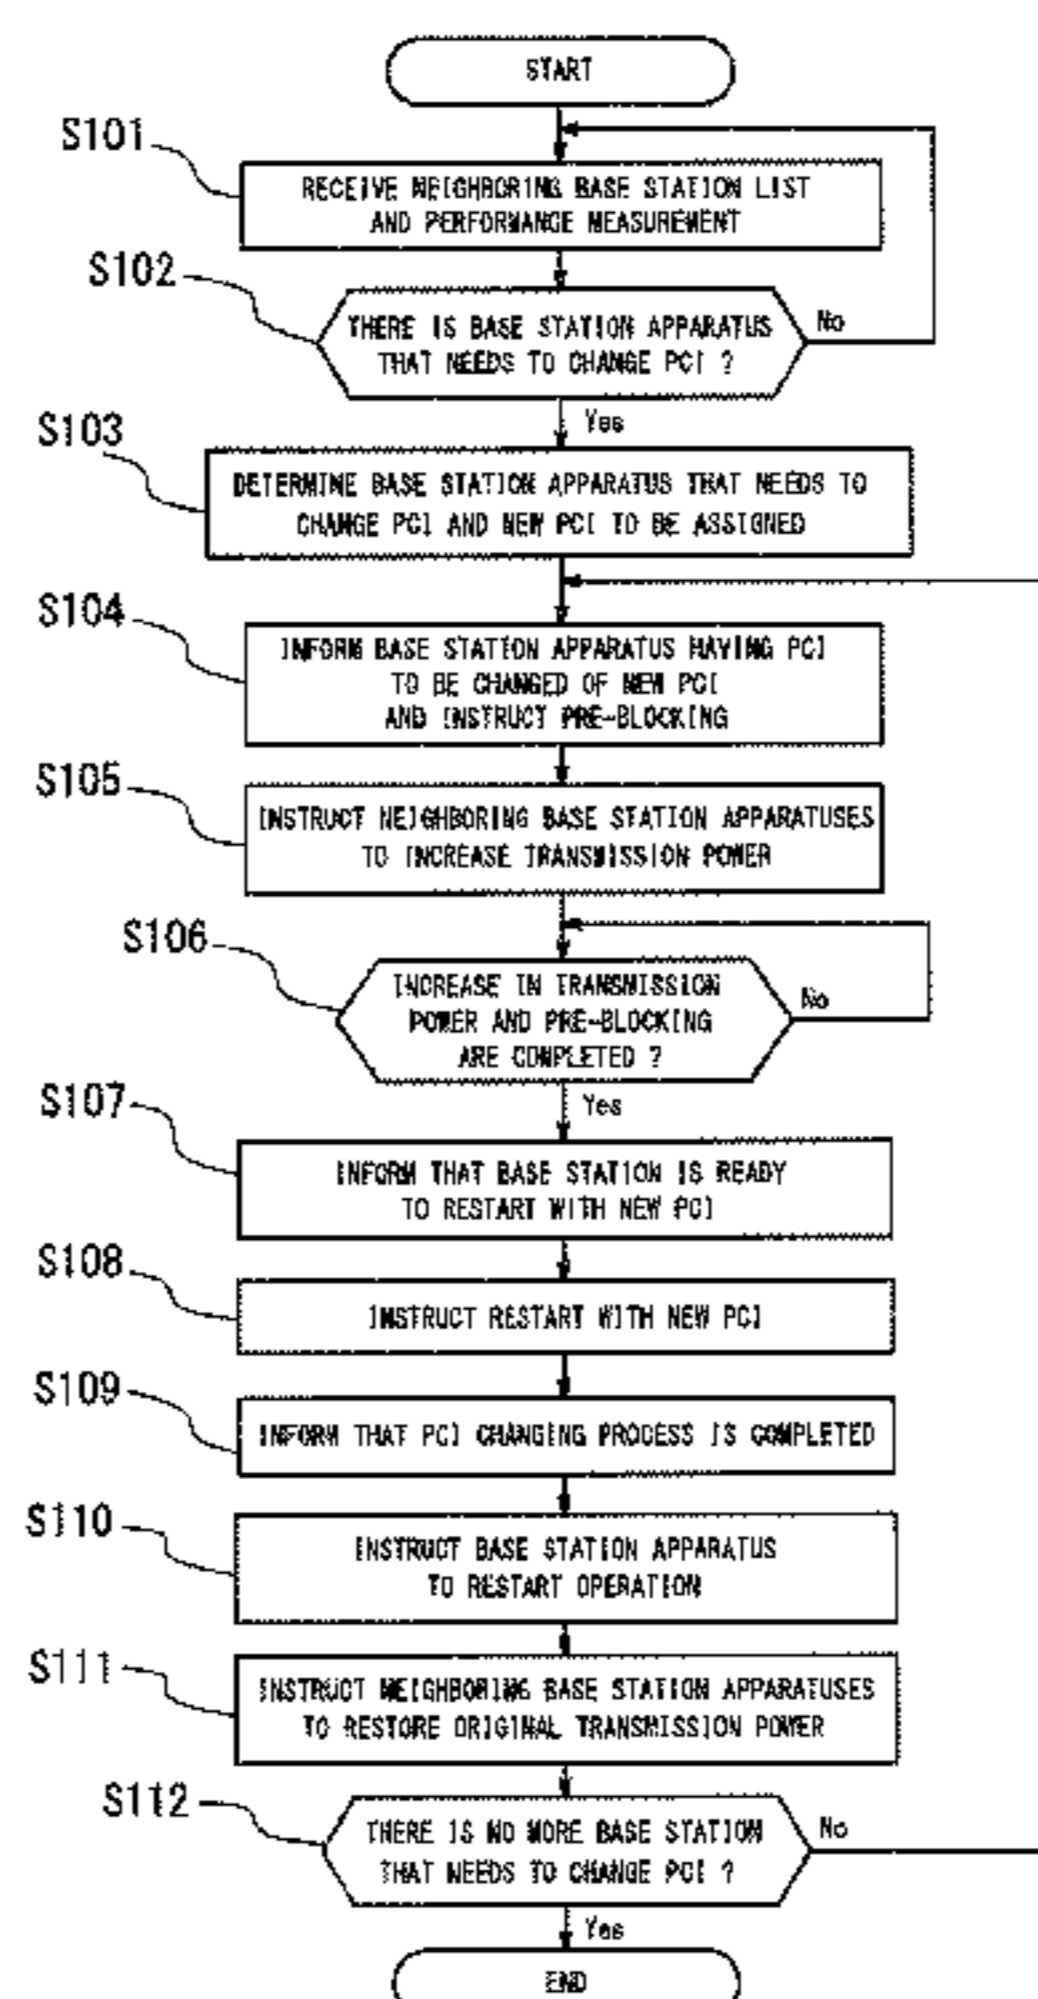 START
S101
RECEIVE NEIGHBORING BASE STATION LIST
AND PERFORMANCE MEASUREMENT
S102
THERE IS BASE STATION APPARATUS
THAT NEEDS TO CHANGE PCI ?
No
Yes
S103
DETERMINE BASE STATION APPARATUS THAT NEEDS TO
CHANGE PCI AND NEW PCI TO BE ASSIGNED
S104
INFORM BASE STATION APPARATUS HAVING PCI
TO BE CHANGED OF NEW PCI
AND INSTRUCT PRE-BLOCKING
S105
INSTRUCT NEIGHBORING BASE STATION APPARATUSES
TO INCREASE TRANSMISSION POWER
S106
INCREASE IN TRANSMISSION
POWER AND PRE-BLOCKING
ARE COMPLETED ?
No
Yes
S107
INFORM THAT BASE STATION IS READY
TO RESTART WITH NEW PCI
S108
INSTRUCT RESTART WITH NEW PCI
S109
INFORM THAT PCI CHANGING PROCESS IS COMPLETED
S110
INSTRUCT BASE STATION APPARATUS
TO RESTART OPERATION
S111
INSTRUCT NEIGHBORING BASE STATION APPARATUSES
TO RESTORE ORIGINAL TRANSMISSION POWER
S112
THERE IS NO MORE BASE STATION
THAT NEEDS TO CHANGE PCI ?
No
Yes
END